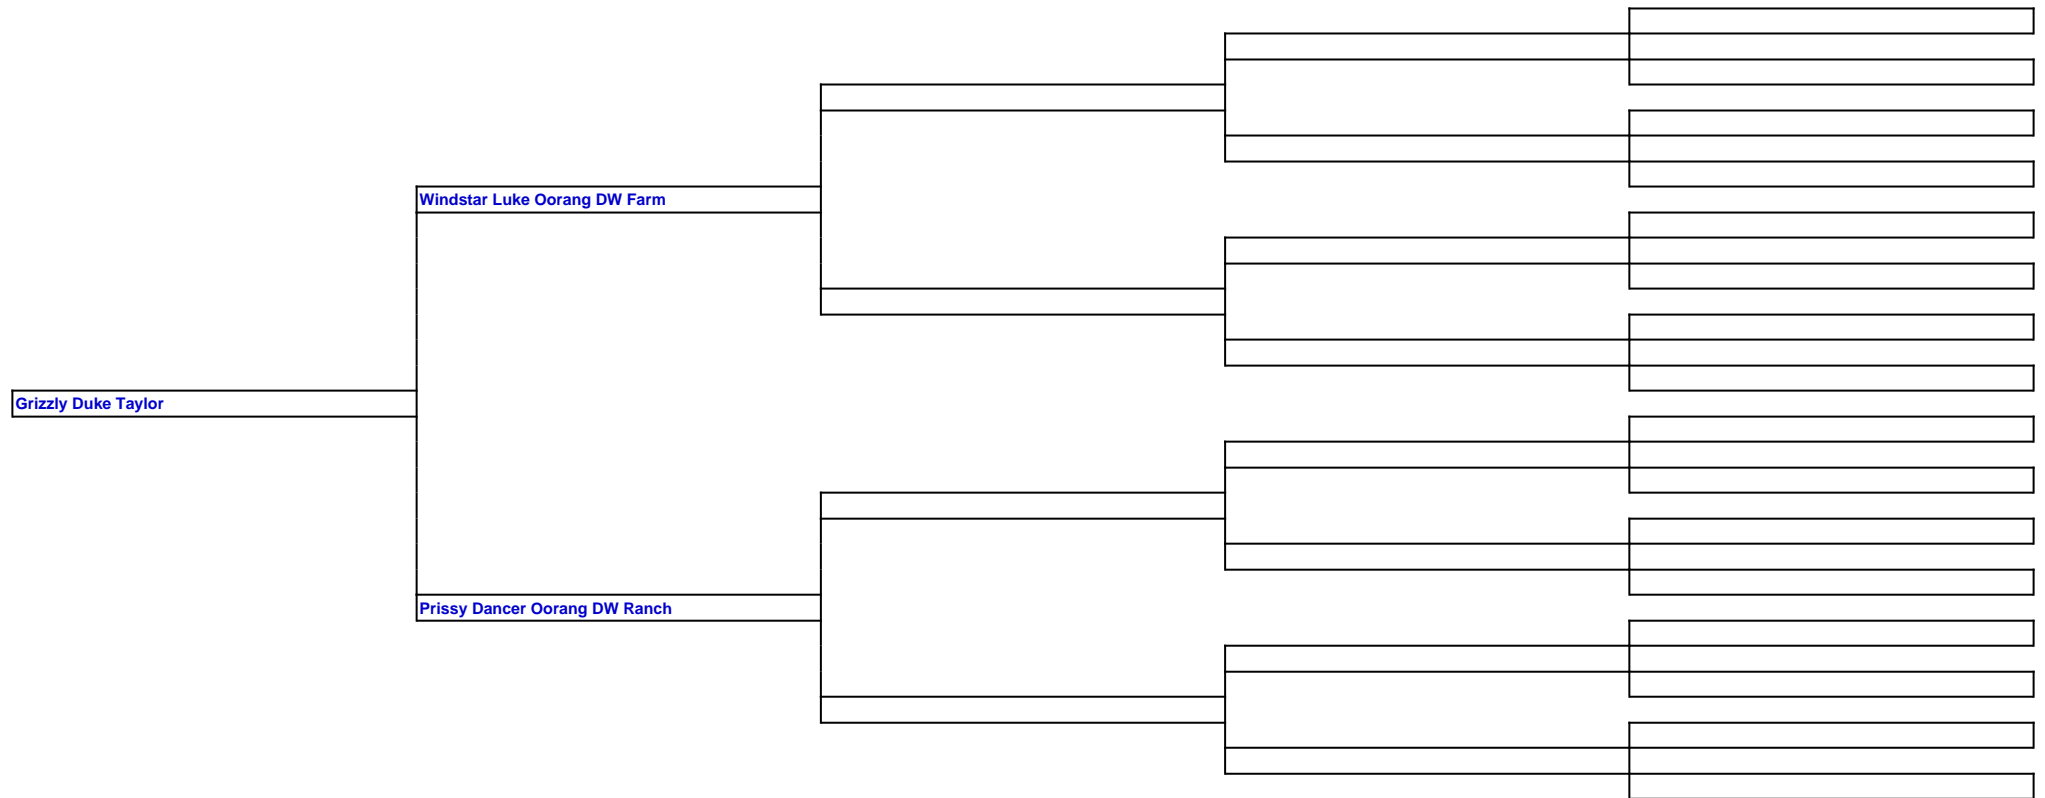 Windstar Luke Oorang DW Farm
Grizzly Duke Taylor
Prissy Dancer Oorang DW Ranch